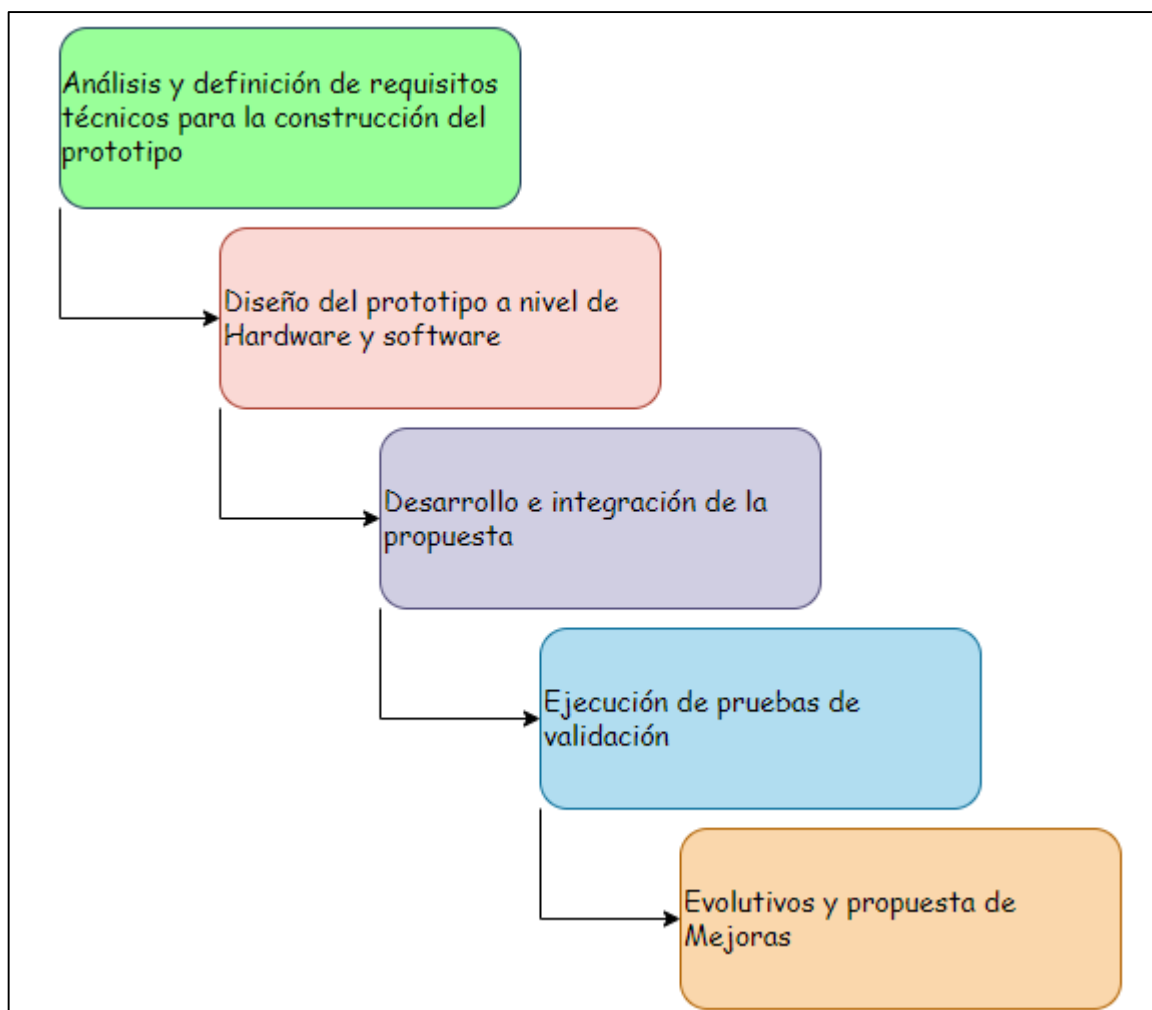 Análisis y definición de requisitos
técnicos para la construcción del
prototipo
Diseño del prototipo a nivel de
Hardware y software
Desarrollo e integración de la
propuesta
Ejecución de pruebas de
validación
Evolutivos y propuesta de
Mejoras